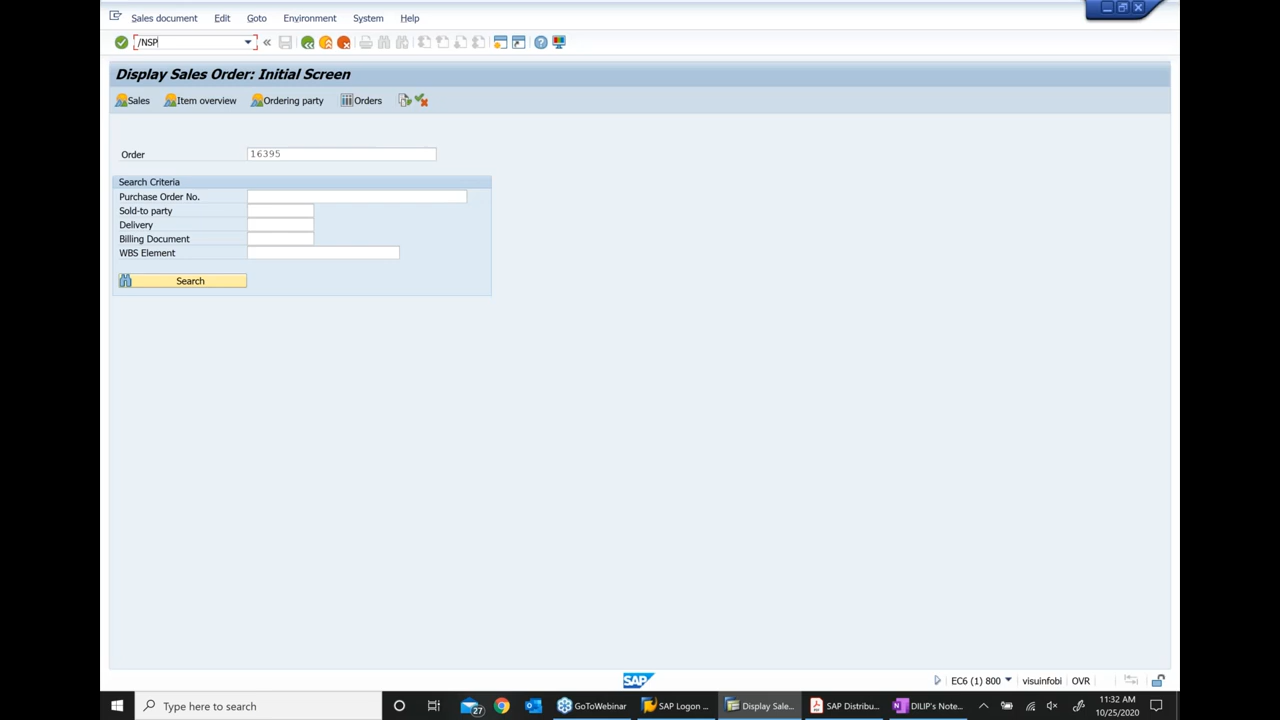 Sales document Edit Goto Environment System Help
/NSP
Display Sales Order: Initial Screen
Sales Item overview Ordering party Orders
Order 16395
Search Criteria
Purchase Order No.
Sold-to party
Delivery
Billing Document
WBS Element
Search
SAP
EC6 (1) 800 visuinfobi OVR
Type here to search 27 GoToWebinar SAP Logon ... Display Sale... SAP Distribu... DILIP's Note... 11:32 AM
10/25/2020